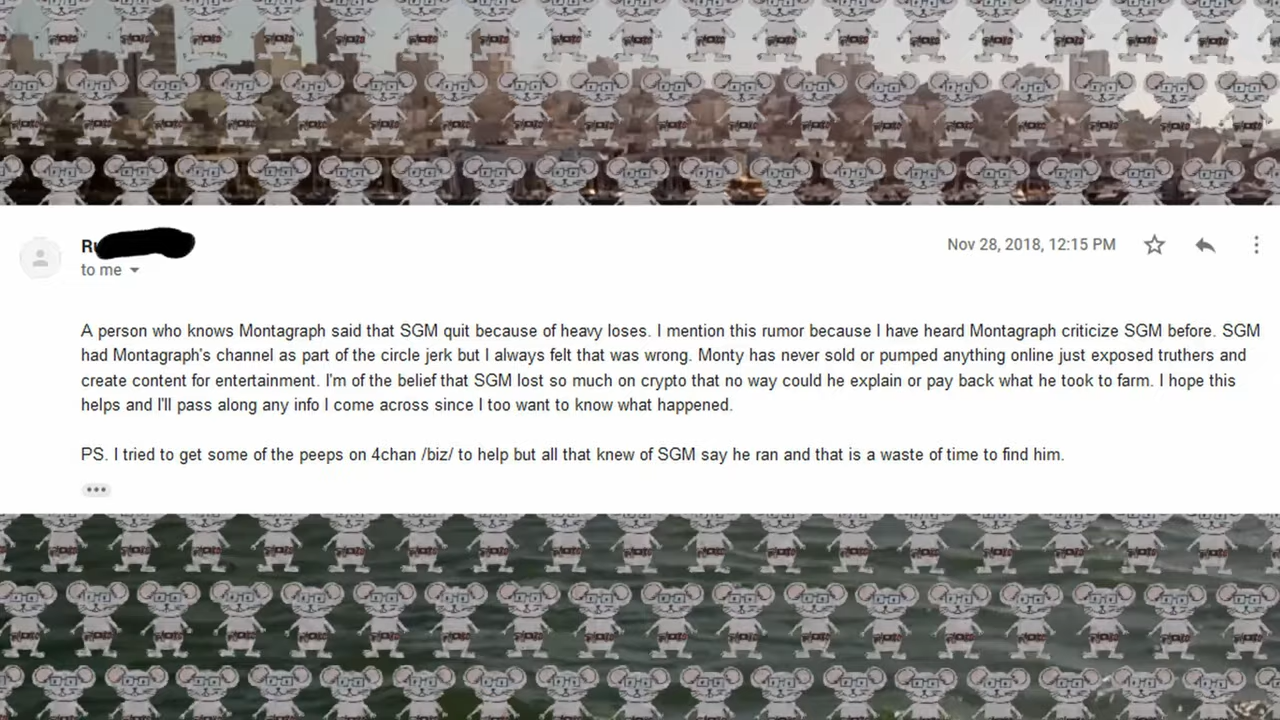 Nov 28, 2018, 12:15 PM
to me
A person who knows Montagraph said that SGM quit because of heavy loses. I mention this rumor because I have heard Montagraph criticize SGM before. SGM
had Montagraph's channel as part of the circle jerk but I always felt that was wrong. Monty has never sold or pumped anything online just exposed truthers and
create content for entertainment. I'm of the belief that SGM lost so much on crypto that no way could he explain or pay back what he took to farm. I hope this
helps and I'll pass along any info I come across since I too want to know what happened.
PS. I tried to get some of the peeps on 4chan /biz/ to help but all that knew of SGM say he ran and that is a waste of time to find him.